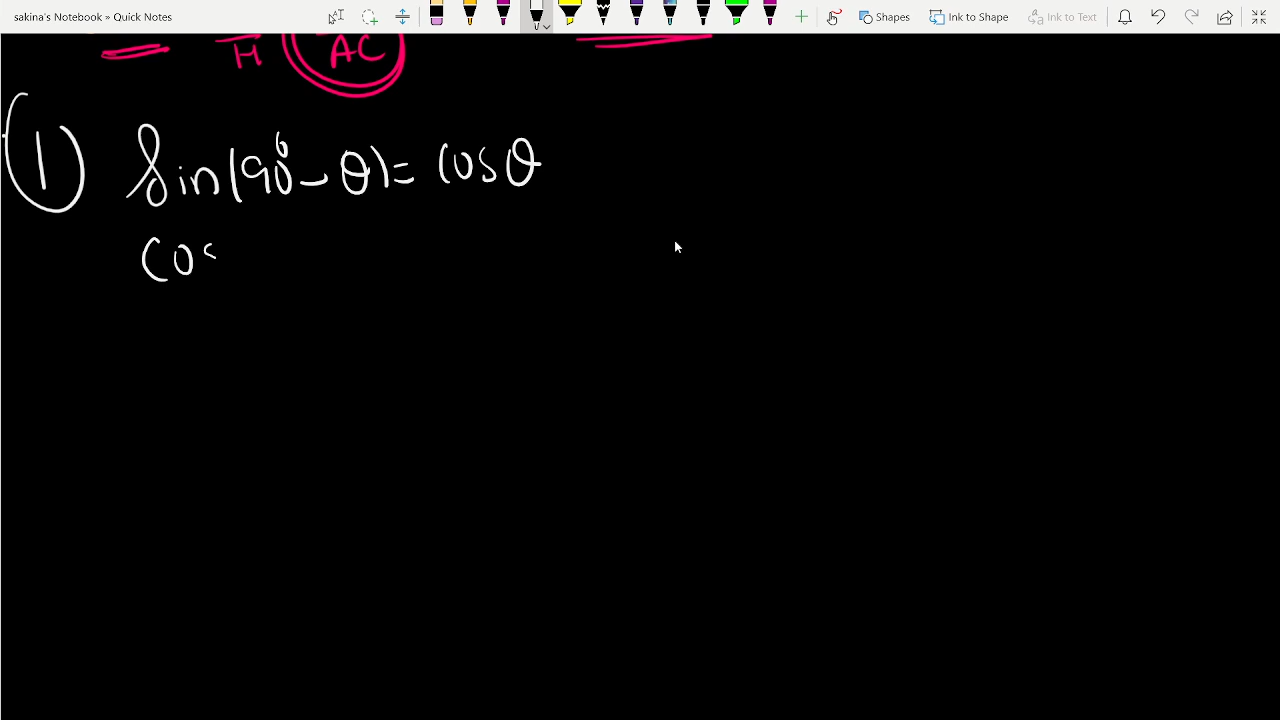 sakina's Notebook » Quick Notes
Shapes
Ink to Shape
Ink to Text
H
AC
(1) Sin(90°-θ)=cosθ
cos